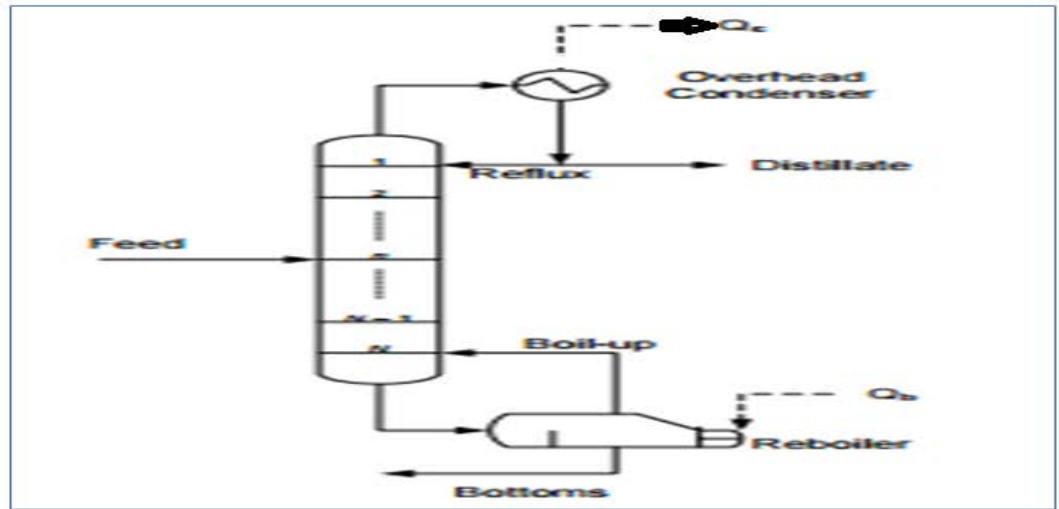 Qc
Overhead
Condenser
1
Reflux
Distillate
2
Feed
N – 1
N
Boil-up
Qb
Reboiler
Bottoms